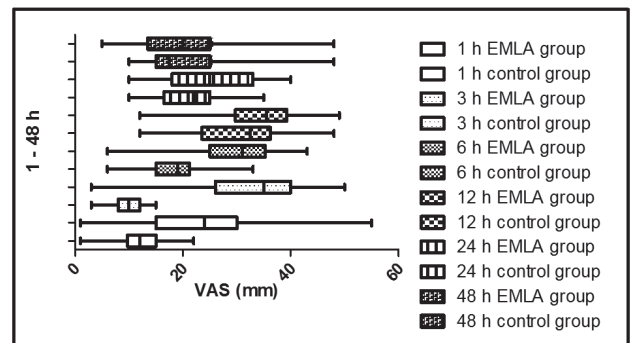 1 - 48 h
0
20
40
60
VAS (mm)
1 h EMLA group
1 h control group
3 h EMLA group
3 h control group
6 h EMLA group
6 h control group
12 h EMLA group
12 h control group
24 h EMLA group
24 h control group
48 h EMLA group
48 h control group